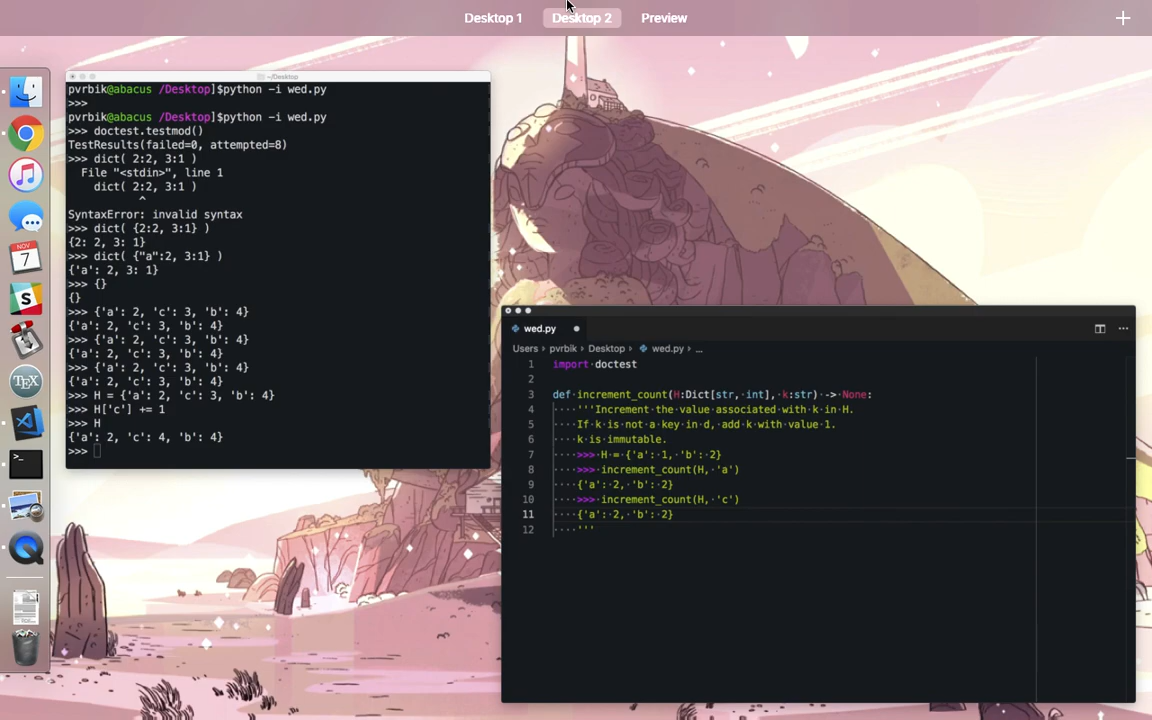 Desktop 1 Desktop 2 Preview +
~/Desktop
pvrbik@abacus /Desktop]$python -i wed.py
>>>
pvrbik@abacus /Desktop]$python -i wed.py
>>> doctest.testmod()
TestResults(failed=0, attempted=8)
>>> dict( 2:2, 3:1 )
  File "<stdin>", line 1
    dict( 2:2, 3:1 )
           ^
SyntaxError: invalid syntax
>>> dict( {2:2, 3:1} )
{2: 2, 3: 1}
>>> dict( {"a":2, 3:1} )
{'a': 2, 3: 1}
>>> {}
{}
>>> {'a': 2, 'c': 3, 'b': 4}
{'a': 2, 'c': 3, 'b': 4}
>>> {'a': 2, 'c': 3, 'b': 4}
{'a': 2, 'c': 3, 'b': 4}
>>> {'a': 2, 'c': 3, 'b': 4}
{'a': 2, 'c': 3, 'b': 4}
>>> H = {'a': 2, 'c': 3, 'b': 4}
>>> H['c'] += 1
>>> H
{'a': 2, 'c': 4, 'b': 4}
>>>
NOV
7
S
TEX
>_
wed.py
Users › pvrbik › Desktop › wed.py › ...
1 import·doctest
2
3 def·increment_count(H:Dict[str,·int],·k:str)·->·None:
4 ····'''Increment·the·value·associated·with·k·in·H.
5 ····If·k·is·not·a·key·in·d,·add·k·with·value·1.
6 ····k·is·immutable.
7 ····>>>·H·=·{'a':·1,·'b':·2}
8 ····>>>·increment_count(H,·'a')
9 ····{'a':·2,·'b':·2}
10 ····>>>·increment_count(H,·'c')
11 ····{'a':·2,·'b':·2}
12 ····'''